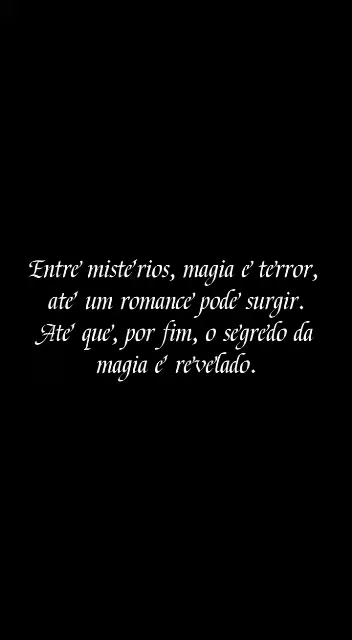 Entre mistérios, magia e terror,
até um romance pode surgir.
Até que, por fim, o segredo da
magia é revelado.